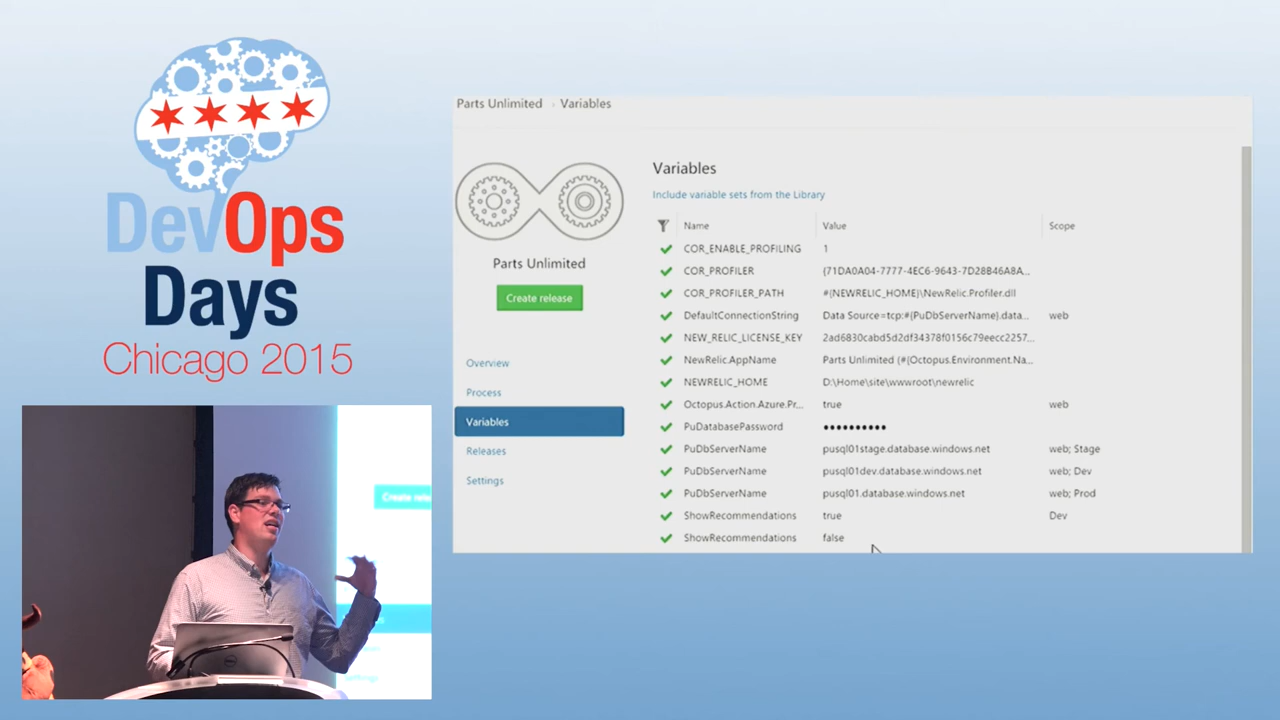 DevOps
Days
Chicago 2015
Parts Unlimited › Variables
Parts Unlimited
Create release
Overview
Process
Variables
Releases
Settings
Variables
Include variable sets from the Library
Name Value Scope
COR_ENABLE_PROFILING 1
COR_PROFILER {71DA0A04-7777-4EC6-9643-7D28B46A8A...
COR_PROFILER_PATH #{NEWRELIC_HOME}\NewRelic.Profiler.dll
DefaultConnectionString Data Source=tcp:#{PuDbServerName}.data... web
NEW_RELIC_LICENSE_KEY 2ad6830cabd5d2df34378f0156c79eecc2257...
NewRelic.AppName Parts Unlimited (#{Octopus.Environment.Na...
NEWRELIC_HOME D:\Home\site\wwwroot\newrelic
Octopus.Action.Azure.Pr... true web
PuDatabasePassword ••••••••••
PuDbServerName pusql01stage.database.windows.net web; Stage
PuDbServerName pusql01dev.database.windows.net web; Dev
PuDbServerName pusql01.database.windows.net web; Prod
ShowRecommendations true Dev
ShowRecommendations false
Create rele
DELL